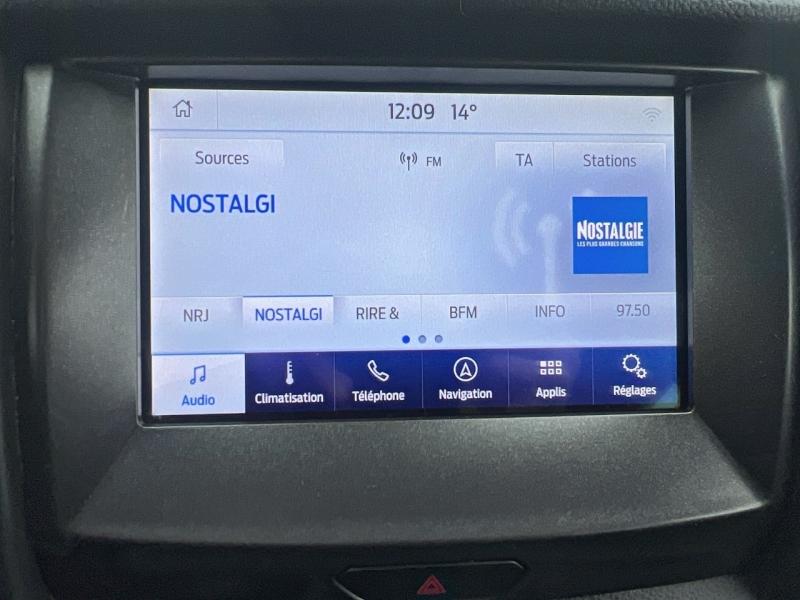 12:09 14°
Sources FM TA Stations
NOSTALGI
NOSTALGIE
LES PLUS GRANDES CHANSONS
NRJ NOSTALGI RIRE & BFM INFO 97.50
Audio Climatisation Téléphone Navigation Applis Réglages